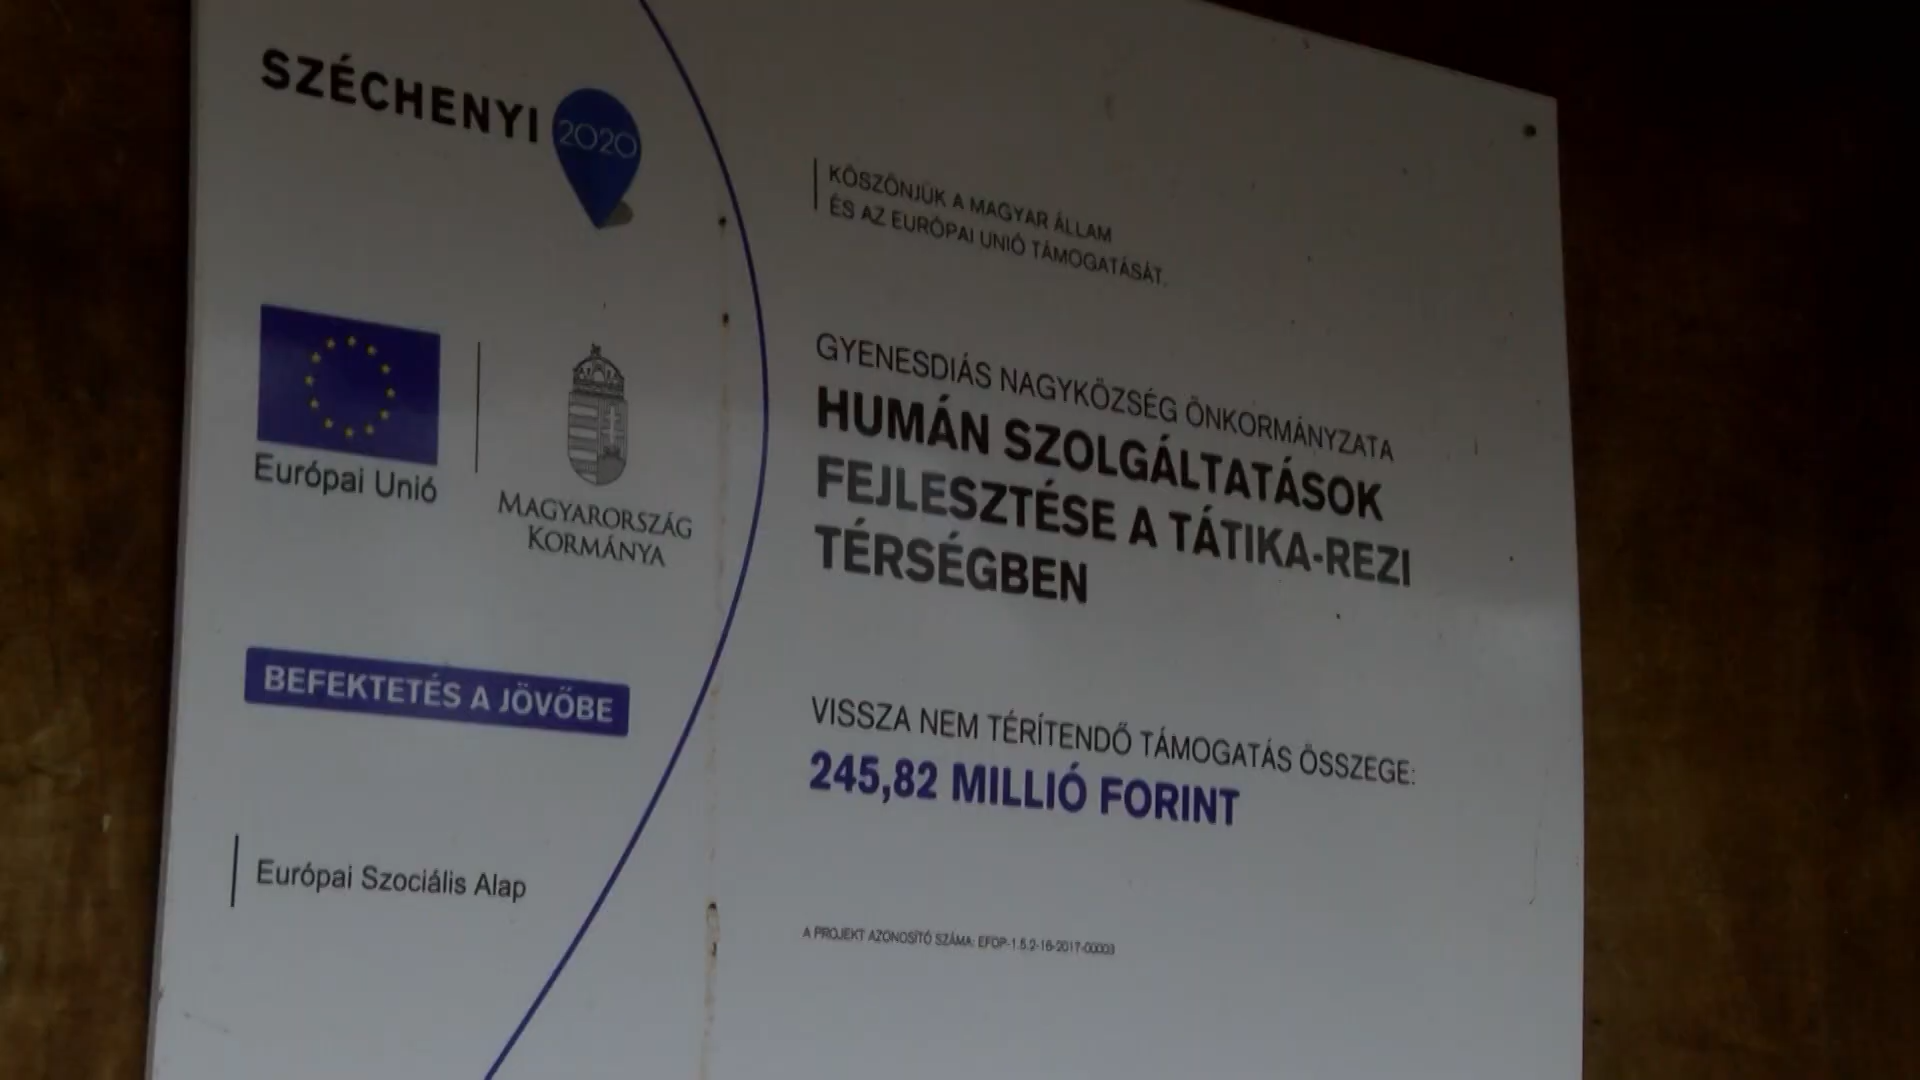 SZÉCHENYI 2020
Európai Unió
MAGYARORSZÁG
KORMÁNYA
BEFEKTETÉS A JÖVŐBE
Európai Szociális Alap
KÖSZÖNJÜK A MAGYAR ÁLLAM
ÉS AZ EURÓPAI UNIÓ TÁMOGATÁSÁT.
GYENESDIÁS NAGYKÖZSÉG ÖNKORMÁNYZATA
HUMÁN SZOLGÁLTATÁSOK
FEJLESZTÉSE A TÁTIKA-REZI
TÉRSÉGBEN
VISSZA NEM TÉRÍTENDŐ TÁMOGATÁS ÖSSZEGE:
245,82 MILLIÓ FORINT
A PROJEKT AZONOSÍTÓ SZÁMA: EFOP-1.5.2-16-2017-00003